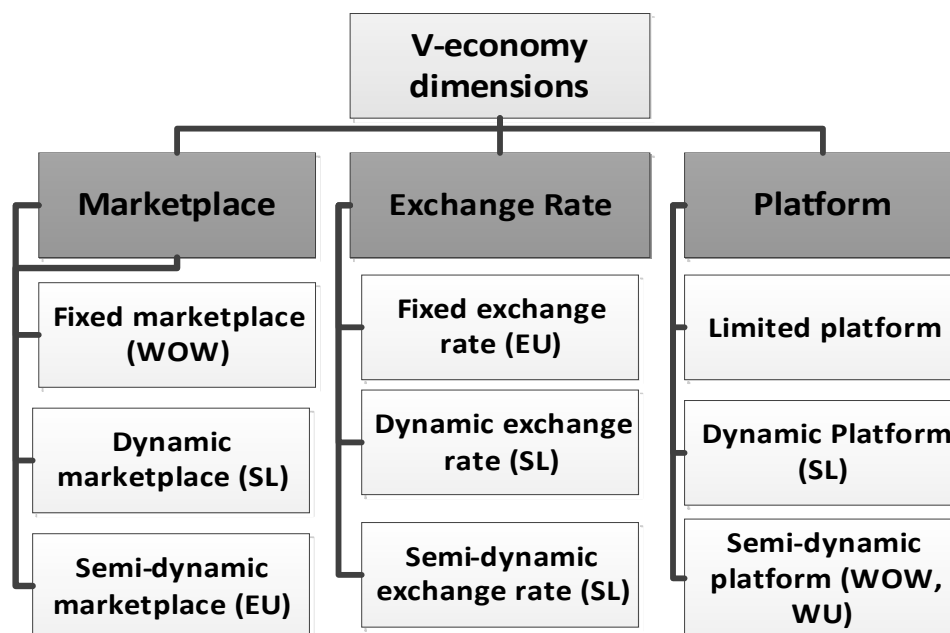 V-economy
dimensions
Marketplace
Exchange Rate
Platform
Fixed marketplace
(WOW)
Dynamic
marketplace (SL)
Semi-dynamic
marketplace (EU)
Fixed exchange
rate (EU)
Dynamic exchange
rate (SL)
Semi-dynamic
exchange rate (SL)
Limited platform
Dynamic Platform
(SL)
Semi-dynamic
platform (WOW,
WU)